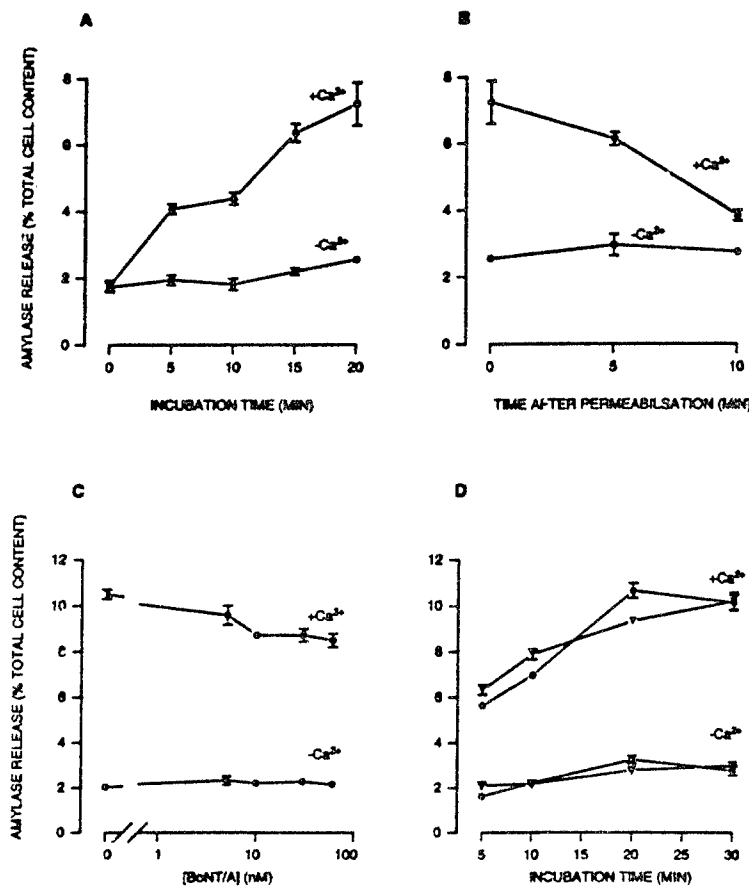 A
AMYLASE RELEASE (% TOTAL CELL CONTENT)
8
6
4
2
0
+Ca²⁺
-Ca²⁺
0 5 10 15 20
INCUBATION TIME (MIN)
B
8
6
4
2
0
+Ca²⁺
-Ca²⁺
0 5 10
TIME AFTER PERMEABILSATION (MIN)
C
AMYLASE RELEASE (% TOTAL CELL CONTENT)
12
10
8
6
4
2
0
+Ca²⁺
-Ca²⁺
0 1 10 100
[BoNT/A] (nM)
D
12
10
8
6
4
2
0
+Ca²⁺
-Ca²⁺
5 10 15 20 25 30
INCUBATION TIME (MIN)